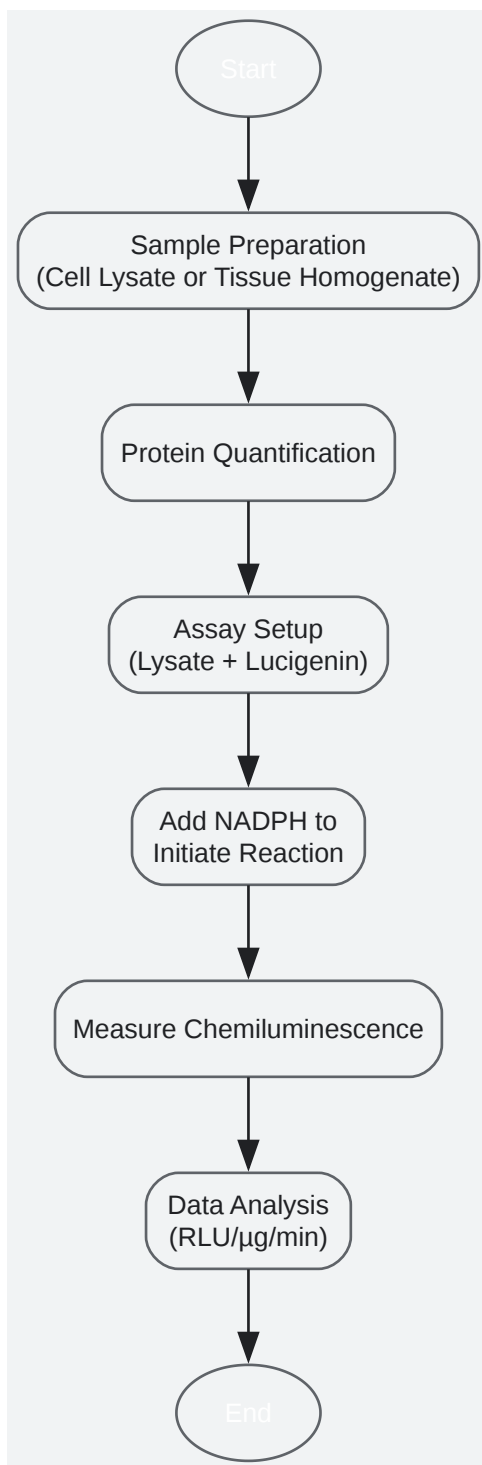 Start
Sample Preparation
(Cell Lysate or Tissue Homogenate)
Protein Quantification
Assay Setup
(Lysate + Lucigenin)
Add NADPH to
Initiate Reaction
Measure Chemiluminescence
Data Analysis
(RLU/µg/min)
End